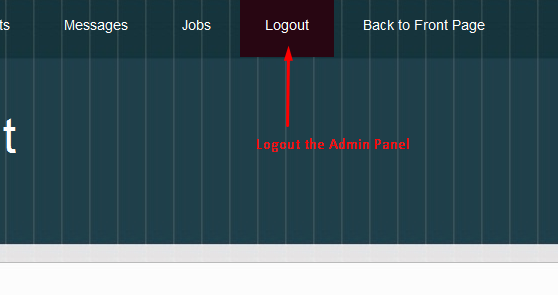 ts Messages Jobs Logout Back to Front Page
t
Logout the Admin Panel